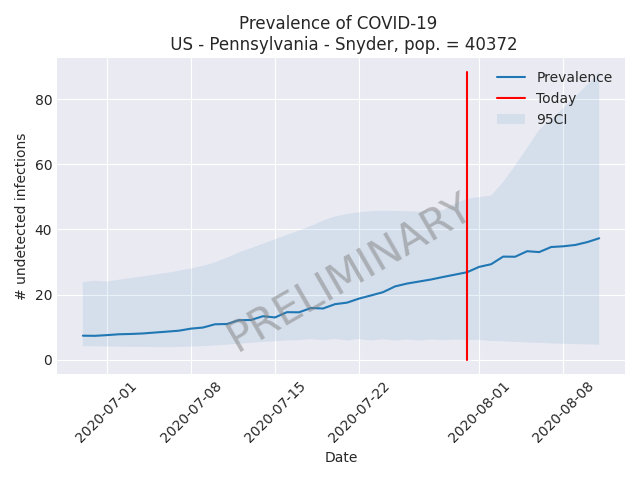 Prevalence of COVID-19
US - Pennsylvania - Snyder, pop. = 40372
Prevalence
Today
95CI
PRELIMINARY
# undetected infections
80
60
40
20
0
2020-07-01
2020-07-08
2020-07-15
2020-07-22
2020-08-01
2020-08-08
Date